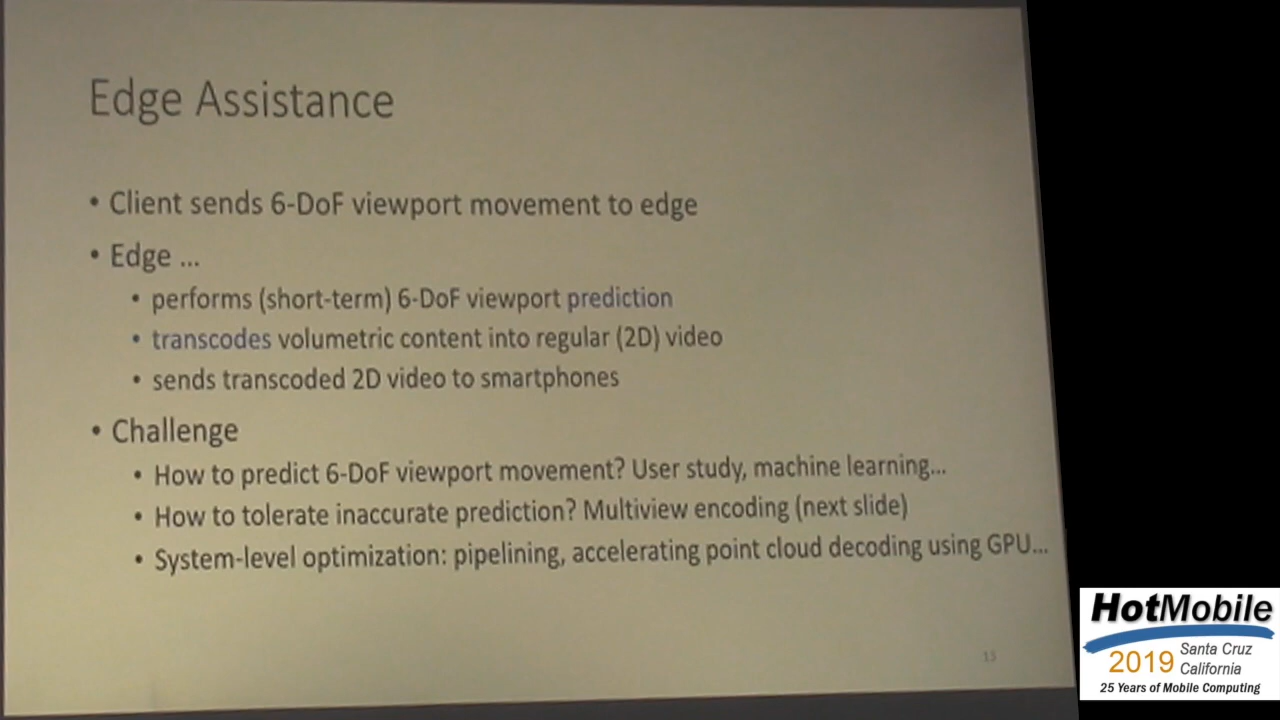 Edge Assistance
• Client sends 6-DoF viewport movement to edge
• Edge ...
• performs (short-term) 6-DoF viewport prediction
• transcodes volumetric content into regular (2D) video
• sends transcoded 2D video to smartphones
• Challenge
• How to predict 6-DoF viewport movement? User study, machine learning...
• How to tolerate inaccurate prediction? Multiview encoding (next slide)
• System-level optimization: pipelining, accelerating point cloud decoding using GPU...
13
HotMobile
2019 Santa Cruz
California
25 Years of Mobile Computing